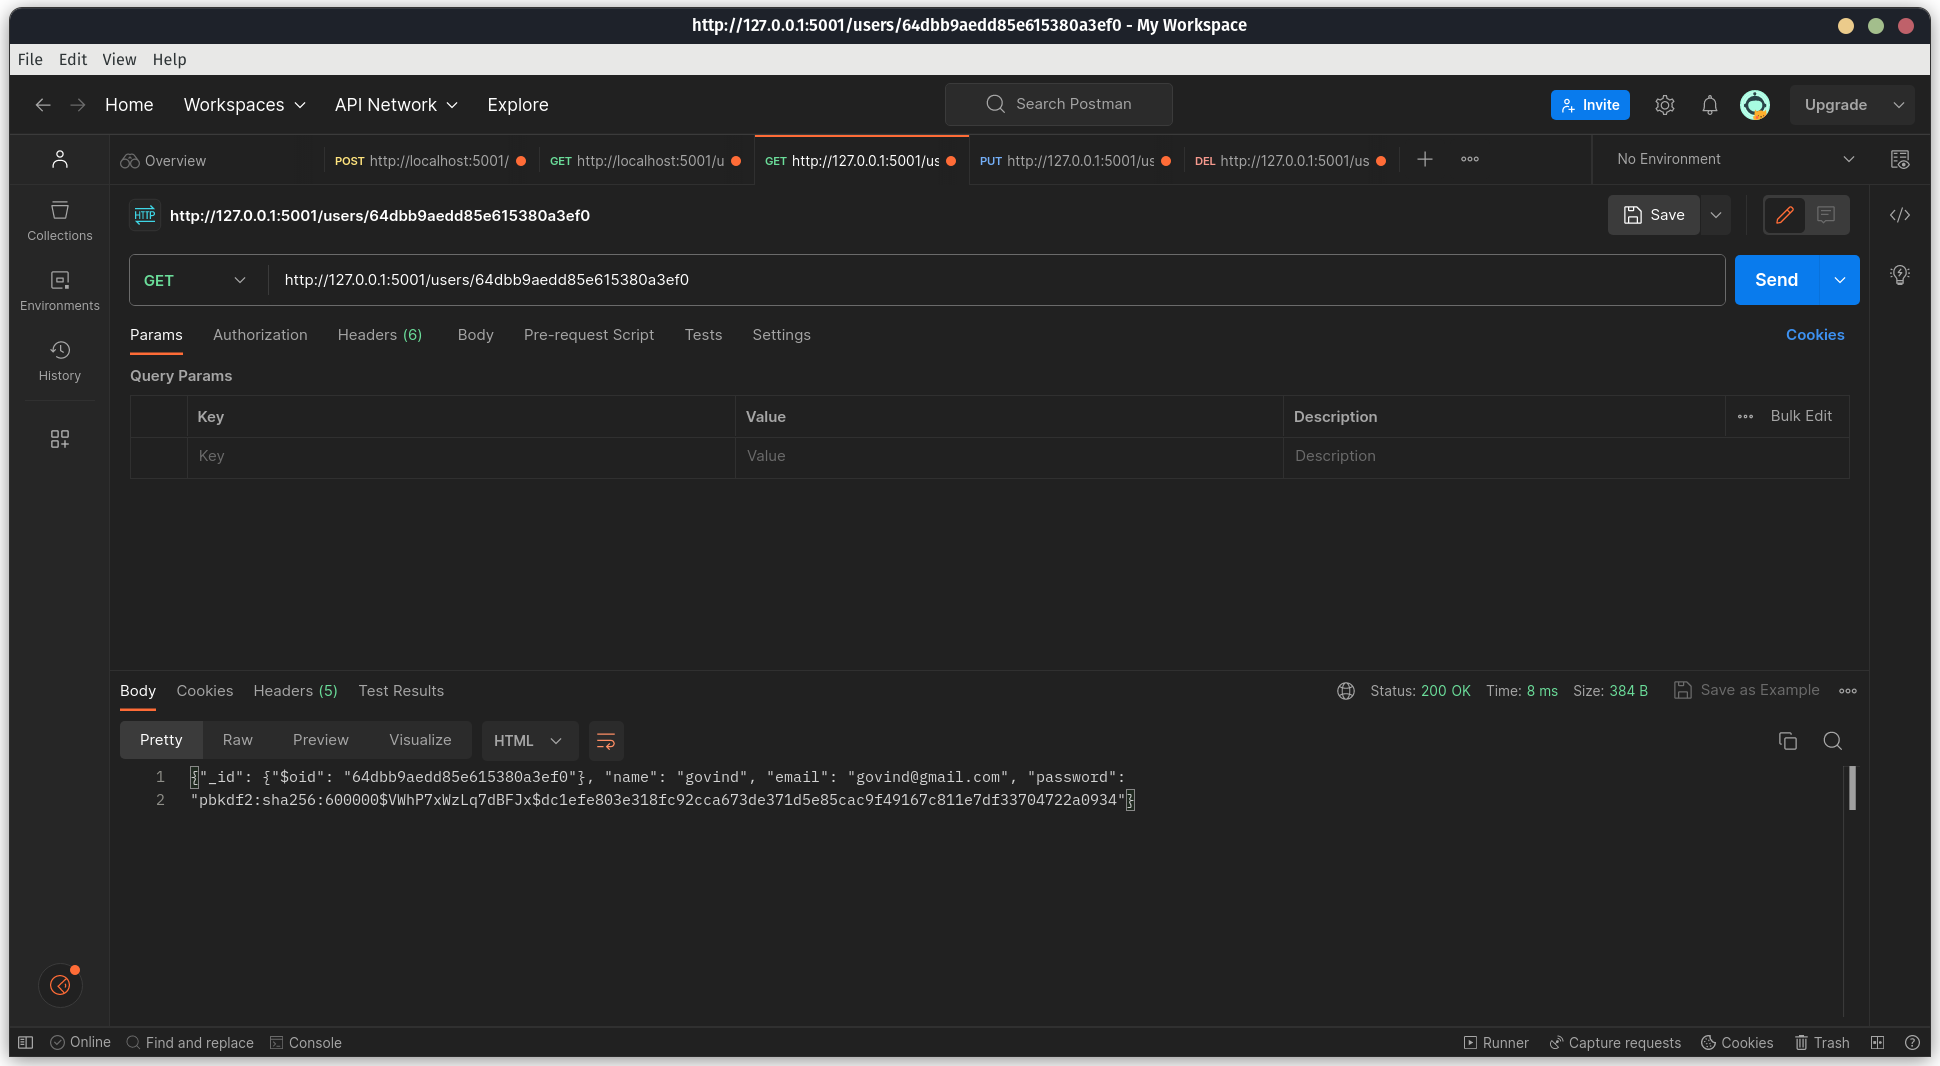 http://127.0.0.1:5001/users/64dbb9aedd85e615380a3ef0 - My Workspace
File Edit View Help
Home Workspaces API Network Explore Search Postman Invite Upgrade
Overview POST http://localhost:5001/ GET http://localhost:5001/u GET http://127.0.0.1:5001/us PUT http://127.0.0.1:5001/us DEL http://127.0.0.1:5001/us No Environment
HTTP http://127.0.0.1:5001/users/64dbb9aedd85e615380a3ef0 Save
Collections
GET http://127.0.0.1:5001/users/64dbb9aedd85e615380a3ef0 Send
Environments
Params Authorization Headers (6) Body Pre-request Script Tests Settings Cookies
History
Query Params
Key Value Description Bulk Edit
Key Value Description
Body Cookies Headers (5) Test Results Status: 200 OK Time: 8 ms Size: 384 B Save as Example
Pretty Raw Preview Visualize HTML
1 {"_id": {"$oid": "64dbb9aedd85e615380a3ef0"}, "name": "govind", "email": "govind@gmail.com", "password":
2 "pbkdf2:sha256:600000$VWhP7xWzLq7dBFJx$dc1efe803e318fc92cca673de371d5e85cac9f49167c811e7df33704722a0934"}
Online Find and replace Console Runner Capture requests Cookies Trash